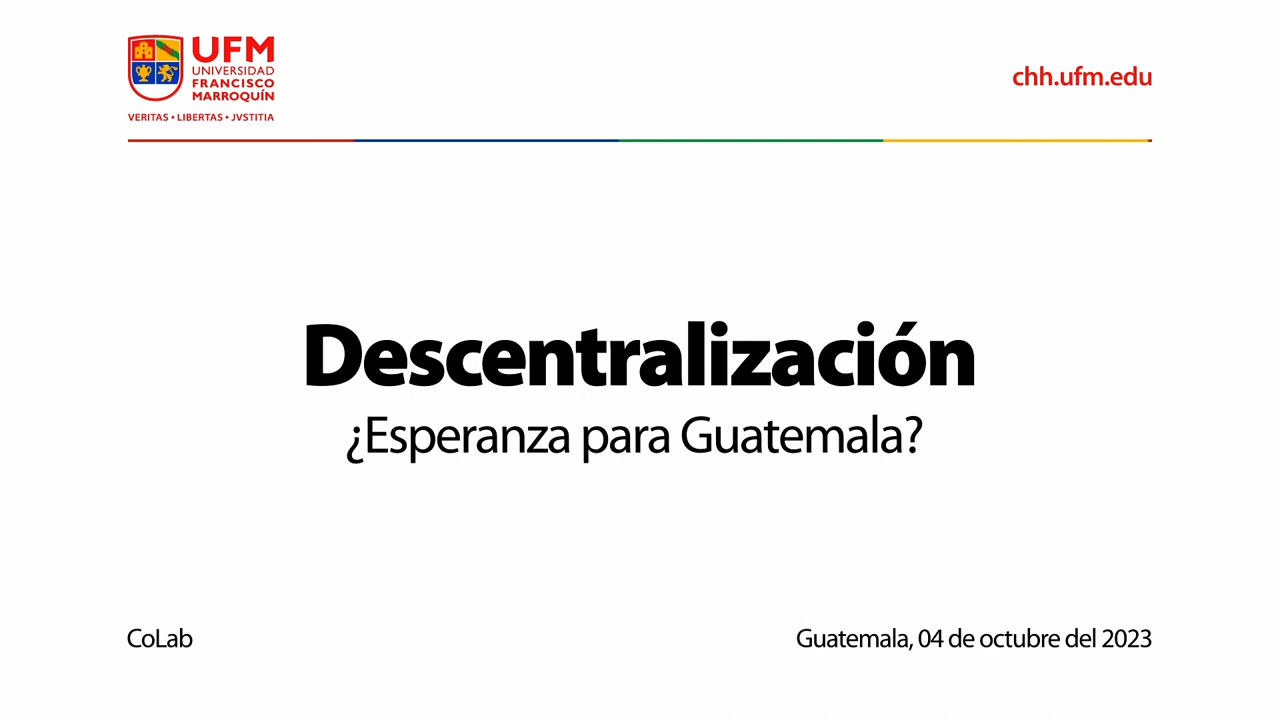 UFM
UNIVERSIDAD
FRANCISCO
MARROQUÍN
VERITAS • LIBERTAS • JVSTITIA
chh.ufm.edu
Descentralización
¿Esperanza para Guatemala?
CoLab
Guatemala, 04 de octubre del 2023